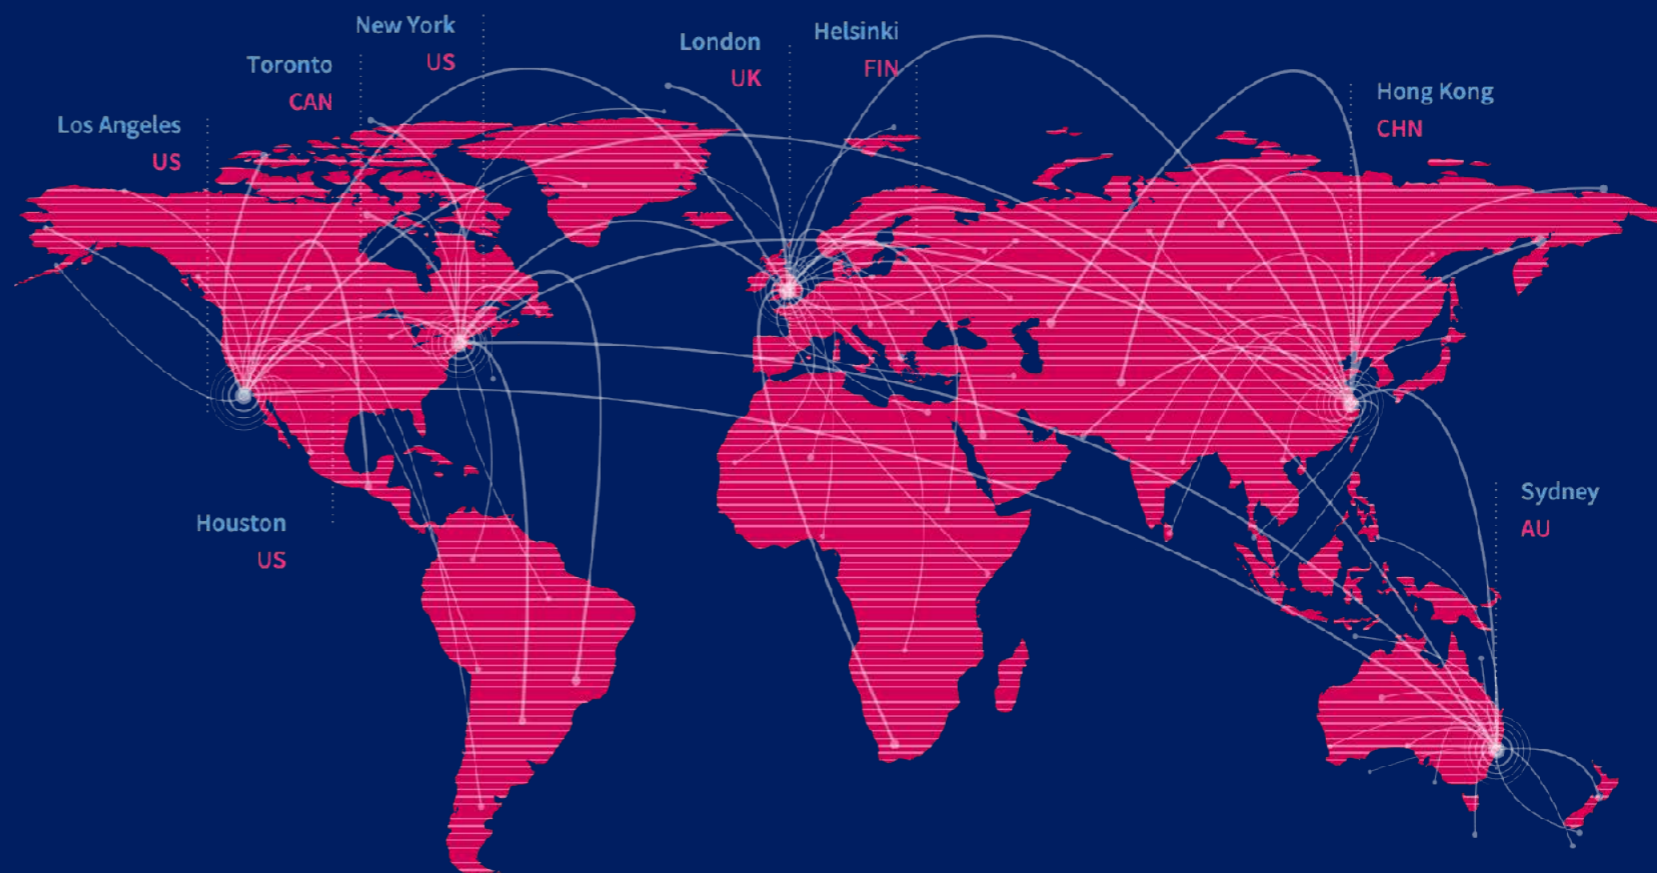 New York
US
Toronto
CAN
Los Angeles
US
London
UK
Helsinki
FIN
Hong Kong
CHN
Houston
US
Sydney
AU